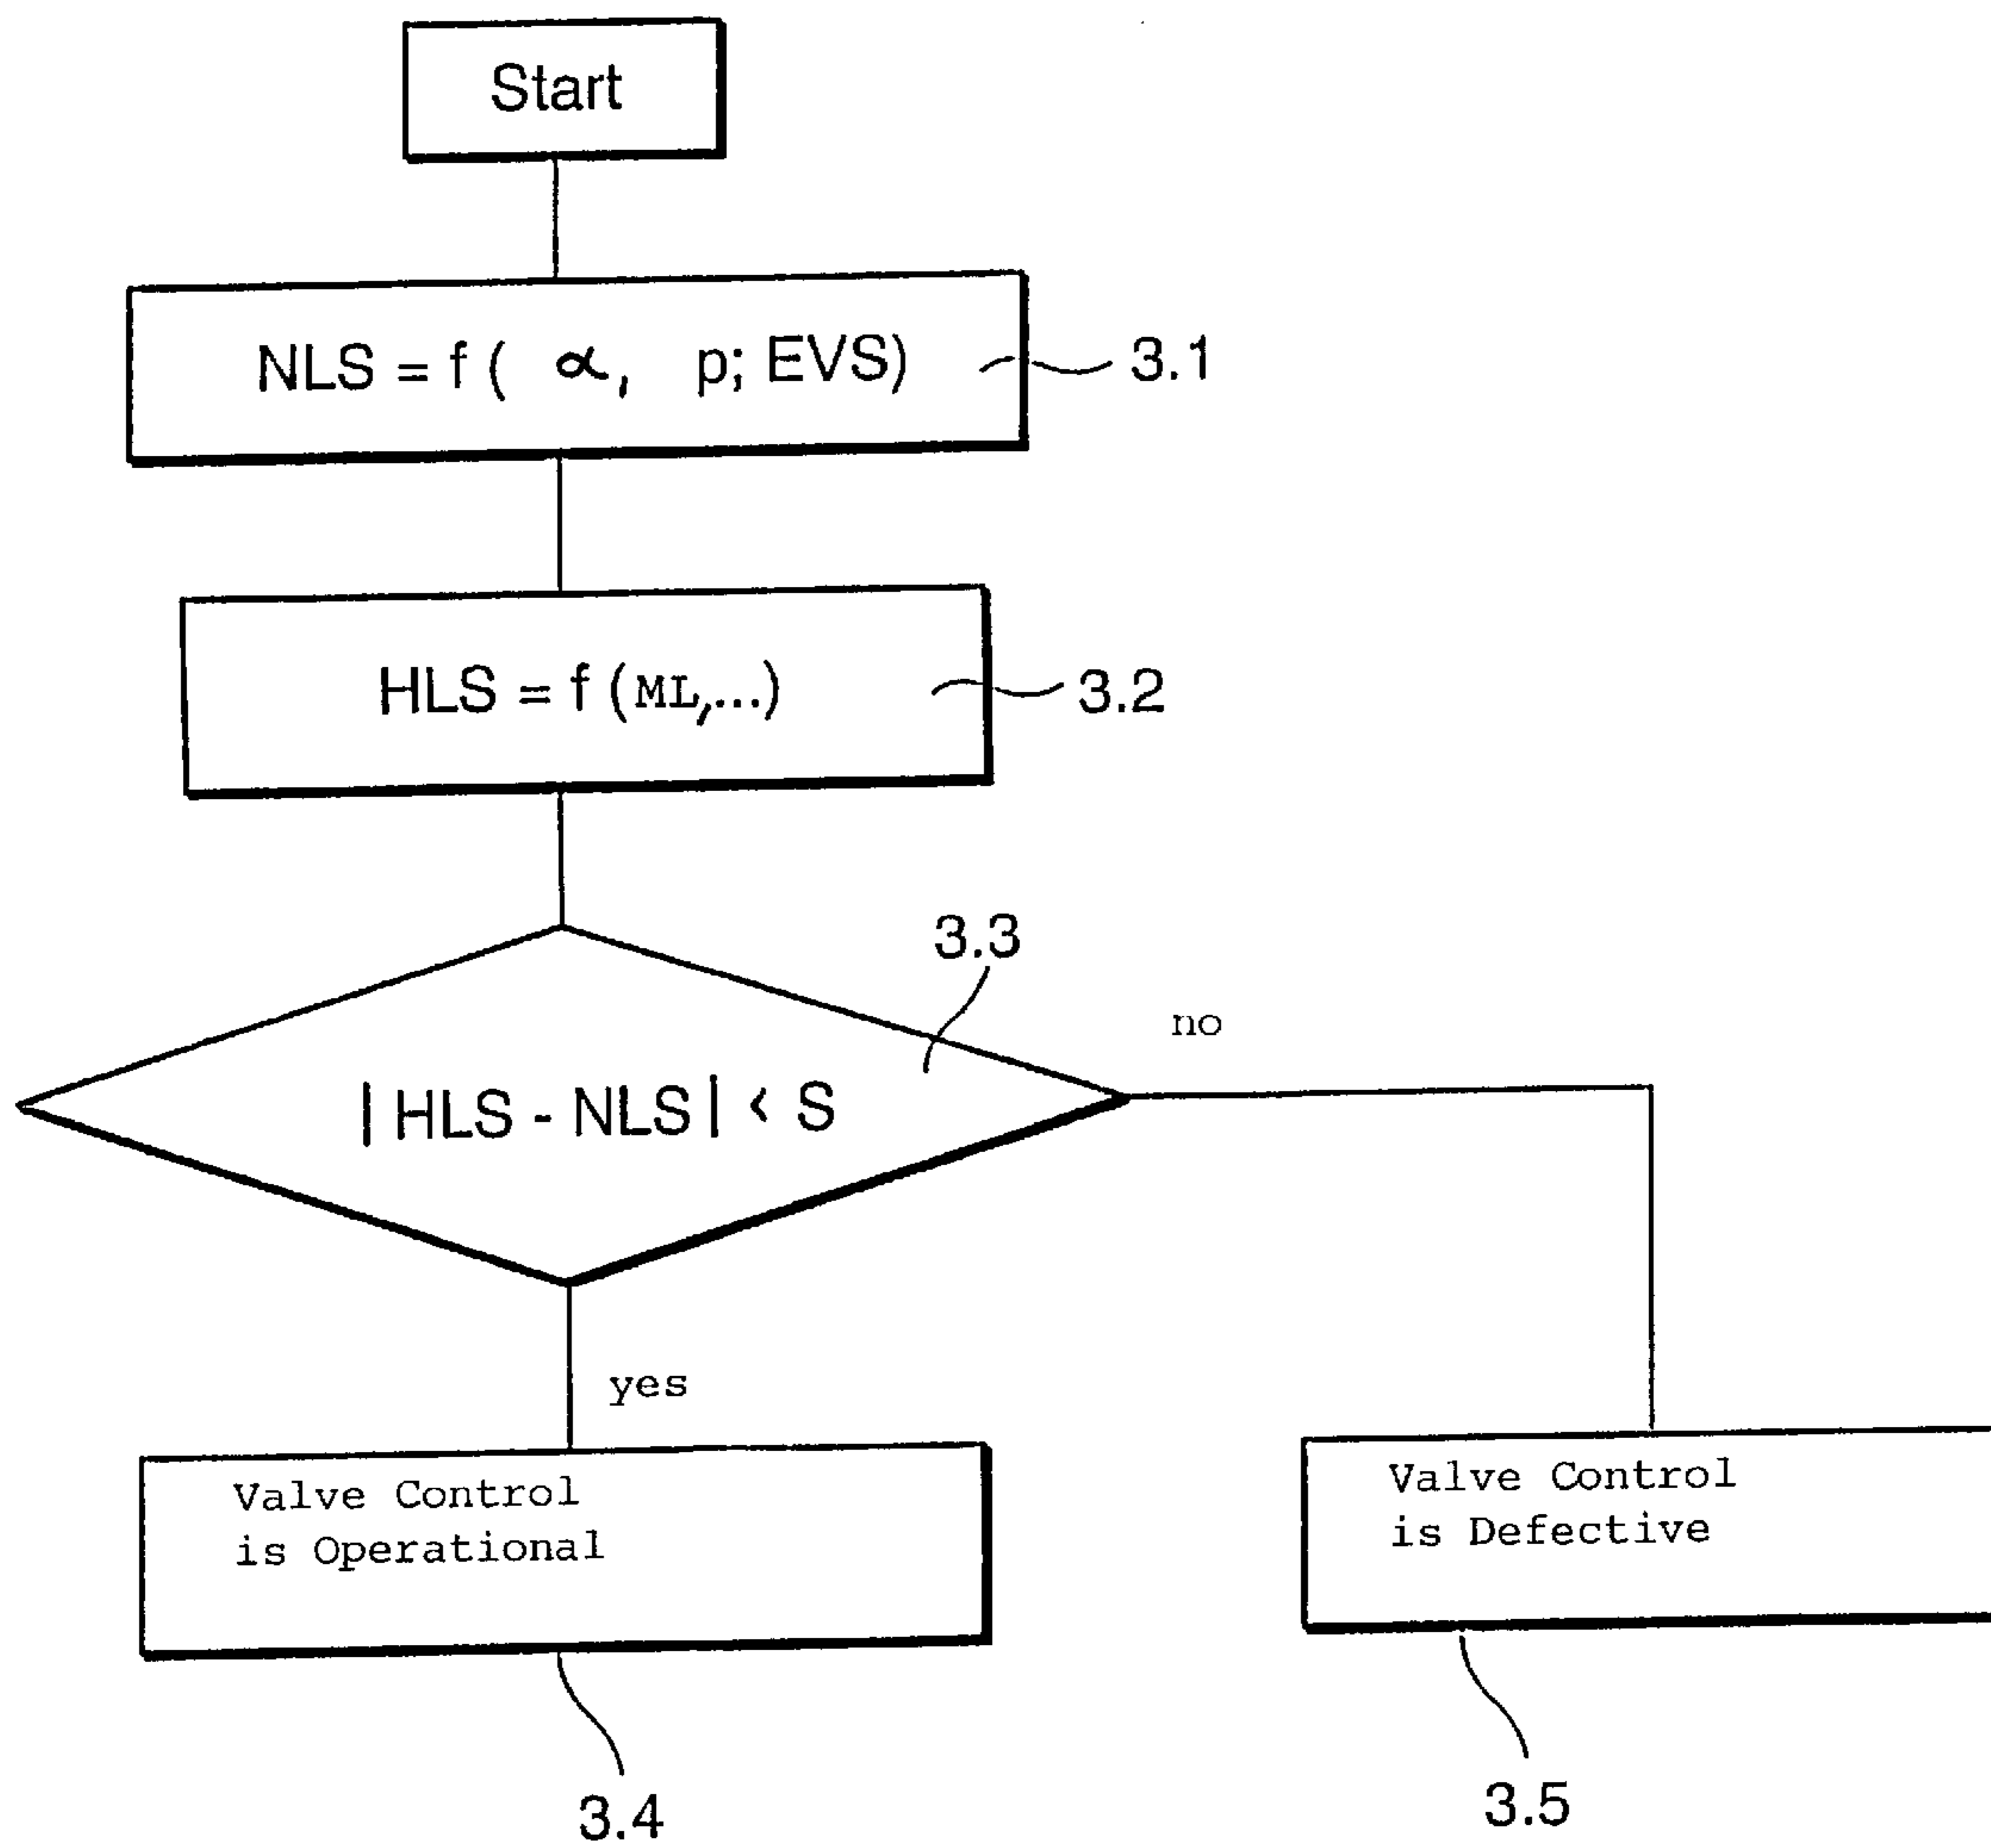 Start
NLS = f ( α, p; EVS)
3.1
HLS = f (ML,...)
3.2
3.3
no
| HLS - NLS | < S
yes
Valve Control
is Operational
Valve Control
is Defective
3.4
3.5